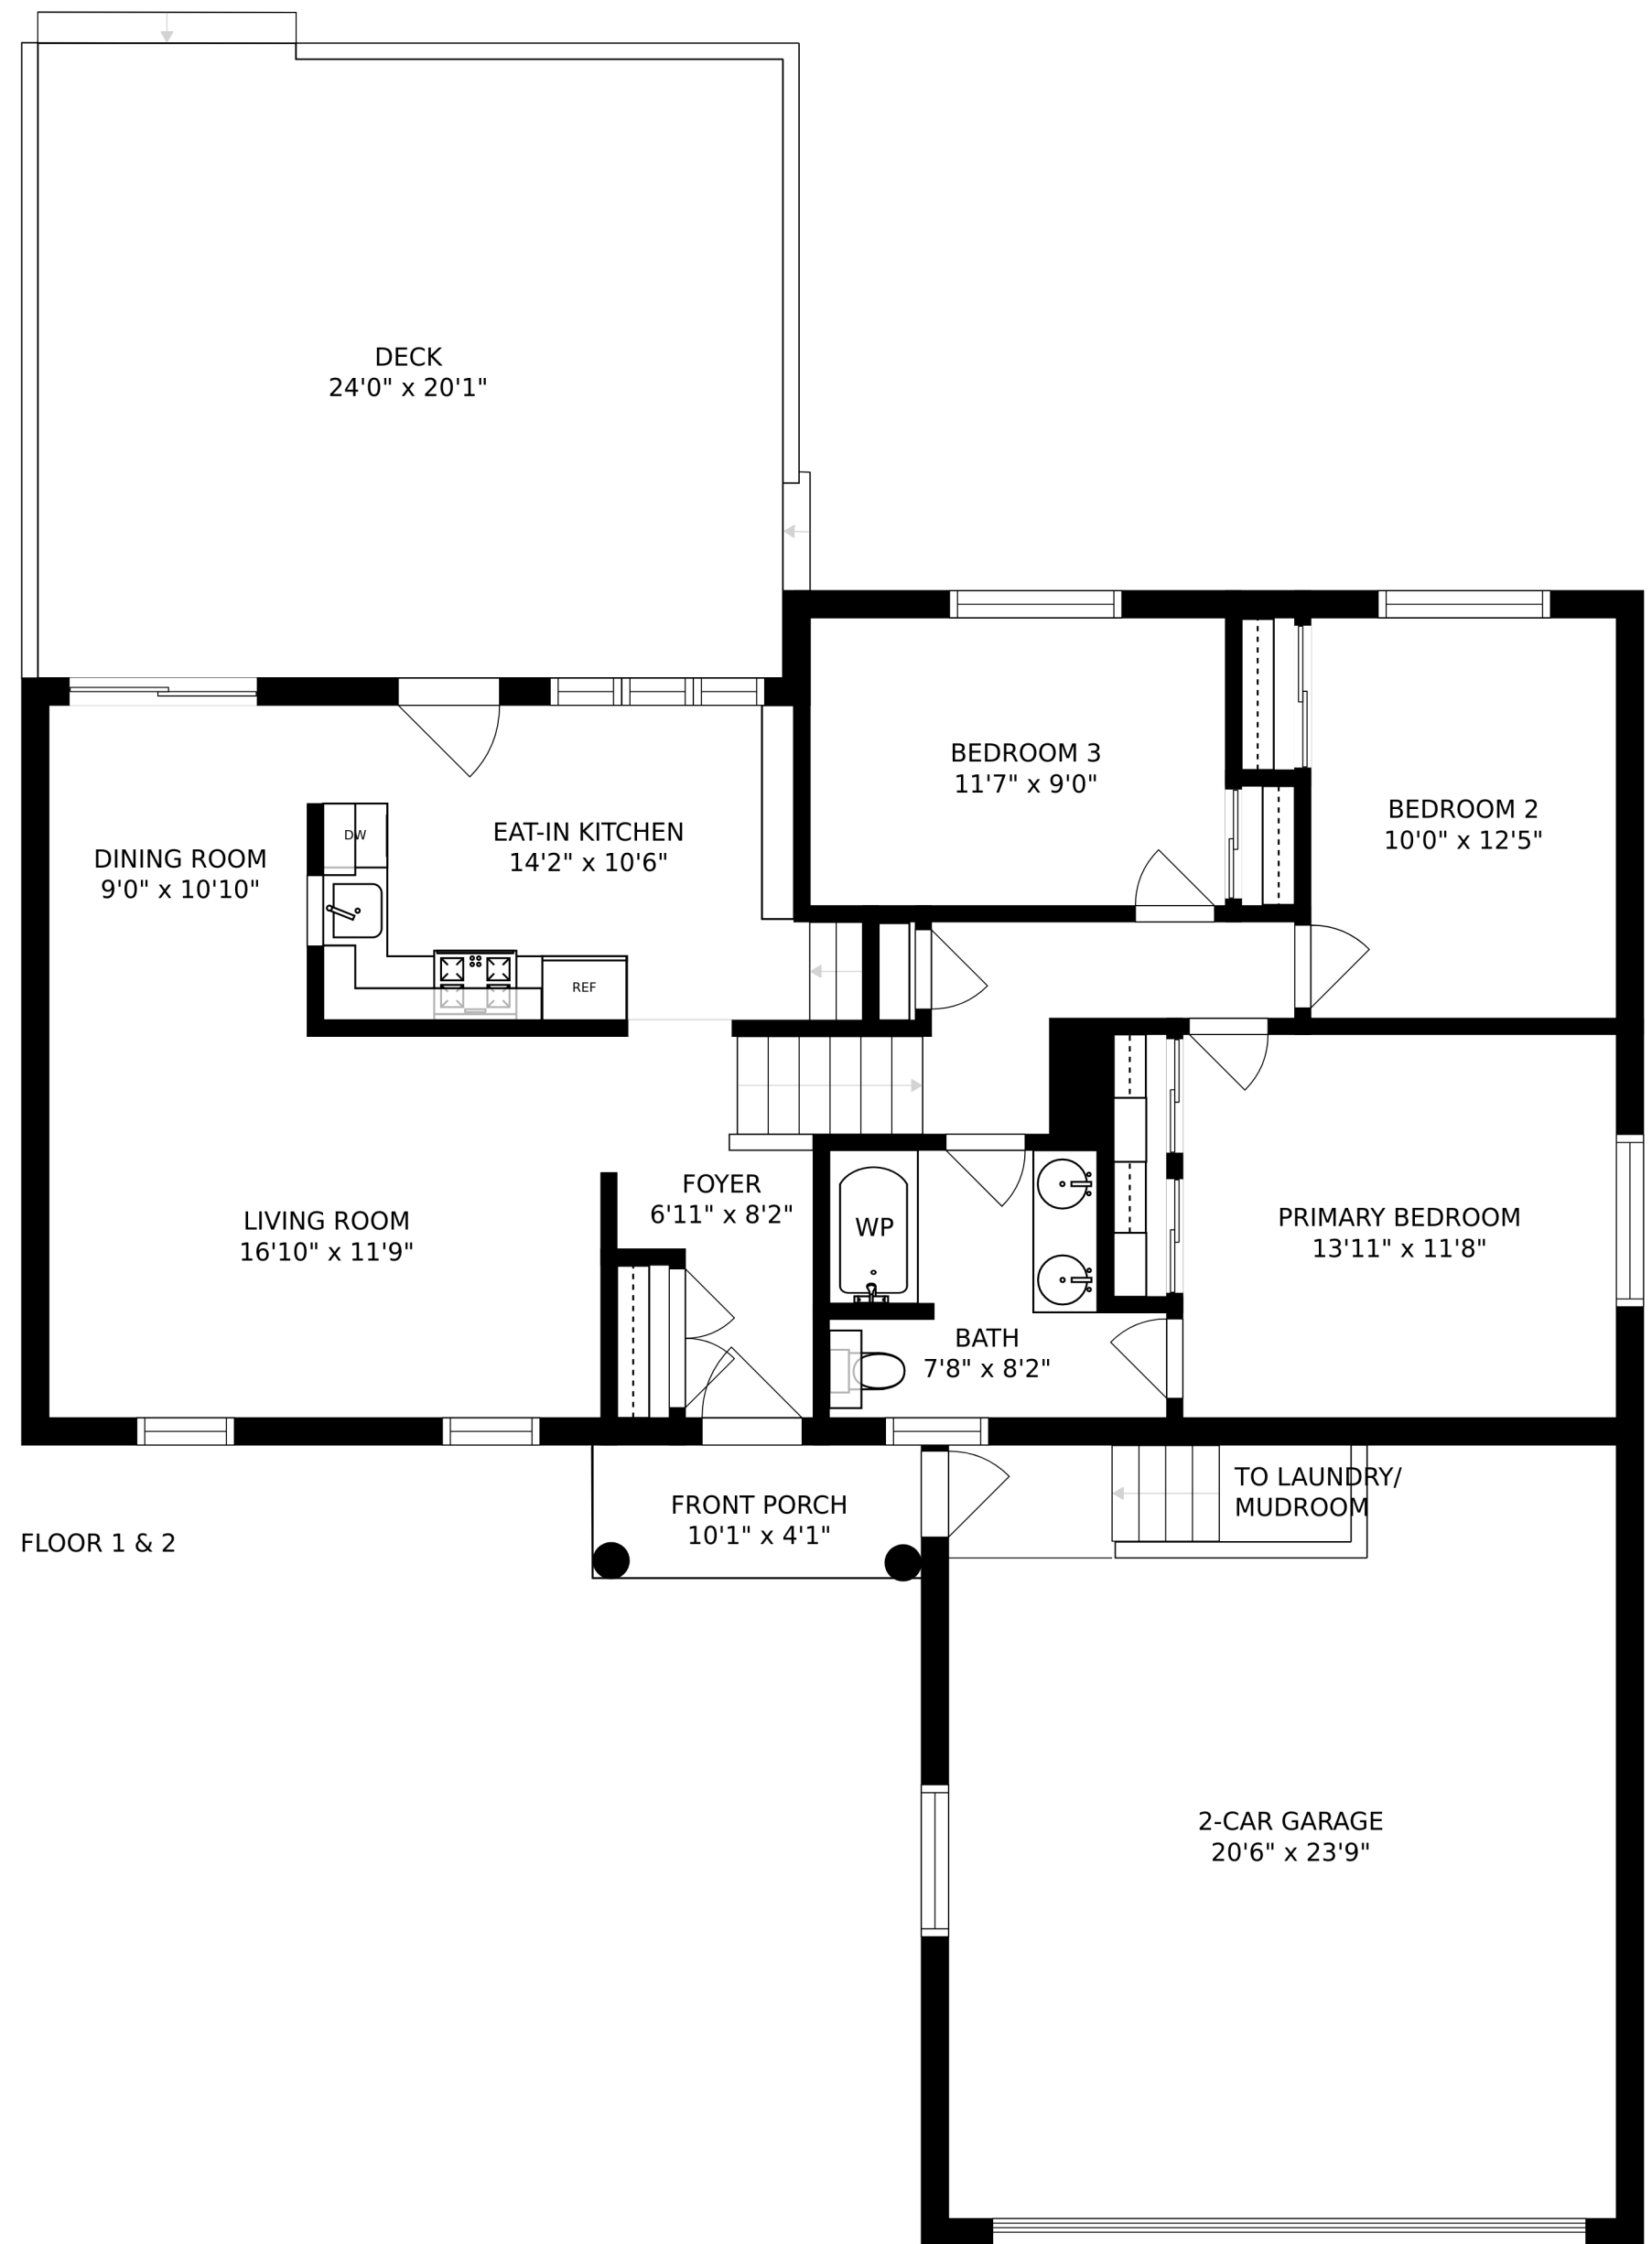 DECK
24'0" x 20'1"
BEDROOM 3
11'7" x 9'0"
BEDROOM 2
10'0" x 12'5"
EAT-IN KITCHEN
14'2" x 10'6"
DW
DINING ROOM
9'0" x 10'10"
REF
FOYER
6'11" x 8'2"
LIVING ROOM
16'10" x 11'9"
WP
PRIMARY BEDROOM
13'11" x 11'8"
BATH
7'8" x 8'2"
TO LAUNDRY/
MUDROOM
FRONT PORCH
10'1" x 4'1"
FLOOR 1 & 2
2-CAR GARAGE
20'6" x 23'9"